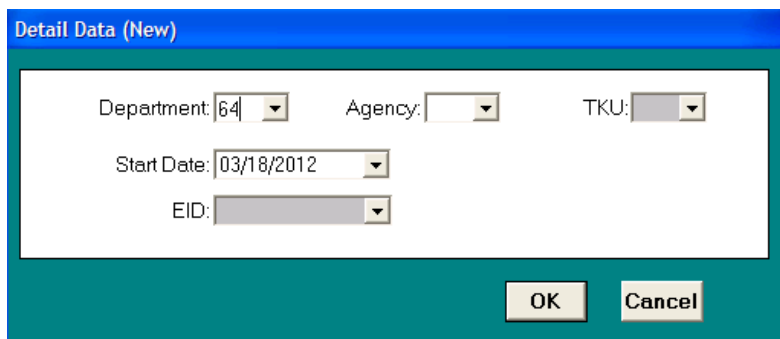 Detail Data (New)
Department: 64 Agency: TKU:
Start Date: 03/18/2012
EID:
OK Cancel